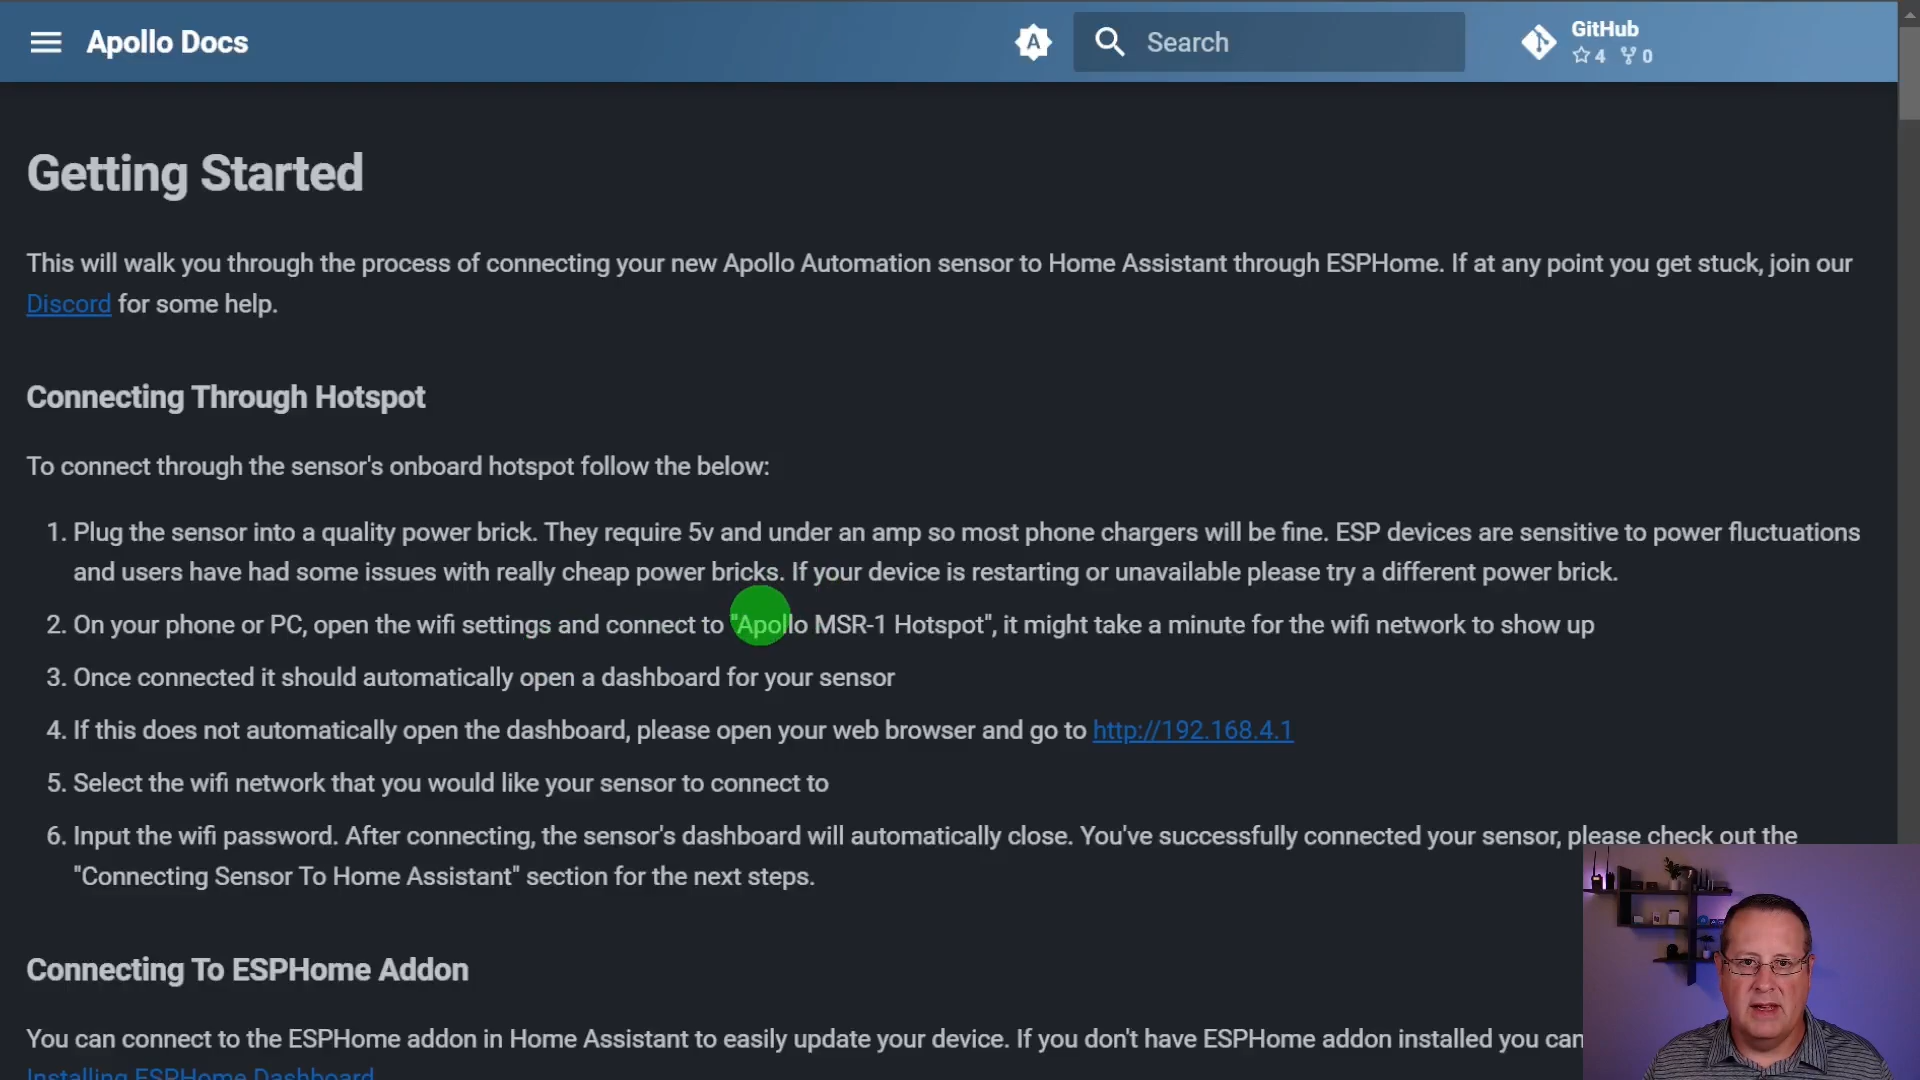 Apollo Docs
A
Search
GitHub
4 0
Getting Started
This will walk you through the process of connecting your new Apollo Automation sensor to Home Assistant through ESPHome. If at any point you get stuck, join our
Discord for some help.
Connecting Through Hotspot
To connect through the sensor's onboard hotspot follow the below:
1. Plug the sensor into a quality power brick. They require 5v and under an amp so most phone chargers will be fine. ESP devices are sensitive to power fluctuations
and users have had some issues with really cheap power bricks. If your device is restarting or unavailable please try a different power brick.
2. On your phone or PC, open the wifi settings and connect to "Apollo MSR-1 Hotspot", it might take a minute for the wifi network to show up
3. Once connected it should automatically open a dashboard for your sensor
4. If this does not automatically open the dashboard, please open your web browser and go to http://192.168.4.1
5. Select the wifi network that you would like your sensor to connect to
6. Input the wifi password. After connecting, the sensor's dashboard will automatically close. You've successfully connected your sensor, please check out the
"Connecting Sensor To Home Assistant" section for the next steps.
Connecting To ESPHome Addon
You can connect to the ESPHome addon in Home Assistant to easily update your device. If you don't have ESPHome addon installed you can
Installing ESPHome Dashboard